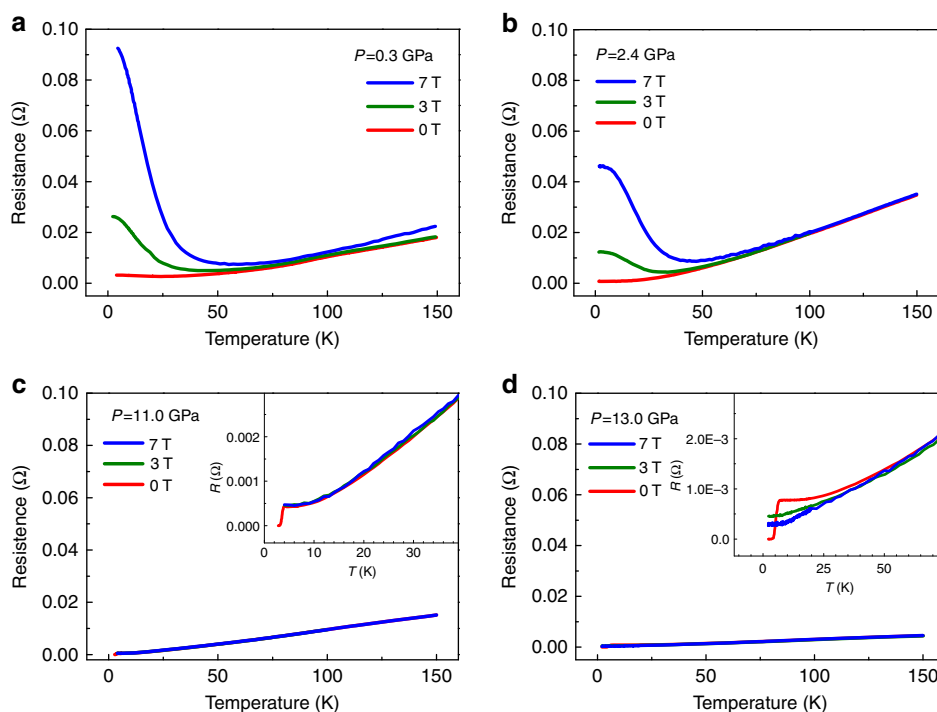 a
P=0.3 GPa
7 T
3 T
0 T
0.10
0.08
0.06
0.04
0.02
0.00
Resistance (Ω)
0
50
100
150
Temperature (K)
b
P=2.4 GPa
7 T
3 T
0 T
0.10
0.08
0.06
0.04
0.02
0.00
Resistance (Ω)
0
50
100
150
Temperature (K)
c
P=11.0 GPa
7 T
3 T
0 T
0.10
0.08
0.06
0.04
0.02
0.00
Resistence (Ω)
0
50
100
150
Temperature (K)
0.002
0.001
0.000
R (Ω)
0
10
20
30
T (K)
d
P=13.0 GPa
7 T
3 T
0 T
0.10
0.08
0.06
0.04
0.02
0.00
Resistance (Ω)
0
50
100
150
Temperature (K)
2.0E–3
1.0E–3
0.0
R (Ω)
0
25
50
T (K)